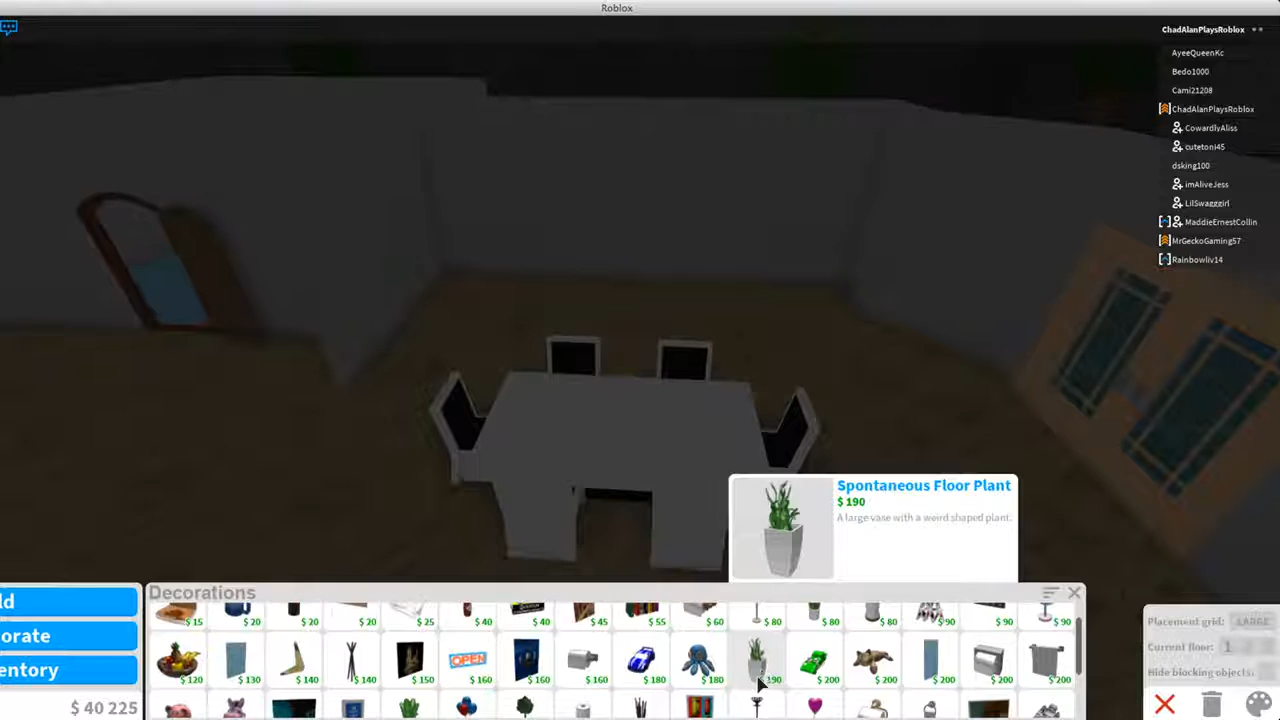 Roblox
ChadAlanPlaysRoblox
AyeeQueenKc
Bedo1000
Cami21208
ChadAlanPlaysRoblox
CowardlyAliss
cutetoni45
dsking100
imAliveJess
LilSwagggirl
MaddieErnestCollin
MrGeckoGaming57
Rainbowliv14
Spontaneous Floor Plant
$ 190
A large vase with a weird shaped plant.
ld
orate
entory
$ 40 225
Decorations
$ 15 $ 20 $ 20 $ 20 $ 25 $ 40 $ 40 $ 45 $ 55 $ 60 $ 80 $ 80 $ 80 $ 90 $ 90 $ 90
OPEN
$ 120 $ 130 $ 140 $ 140 $ 150 $ 160 $ 160 $ 160 $ 180 $ 180 190 $ 200 $ 200 $ 200 $ 200 $ 200
Placement grid: LARGE
Current floor: 1
Hide blocking objects: